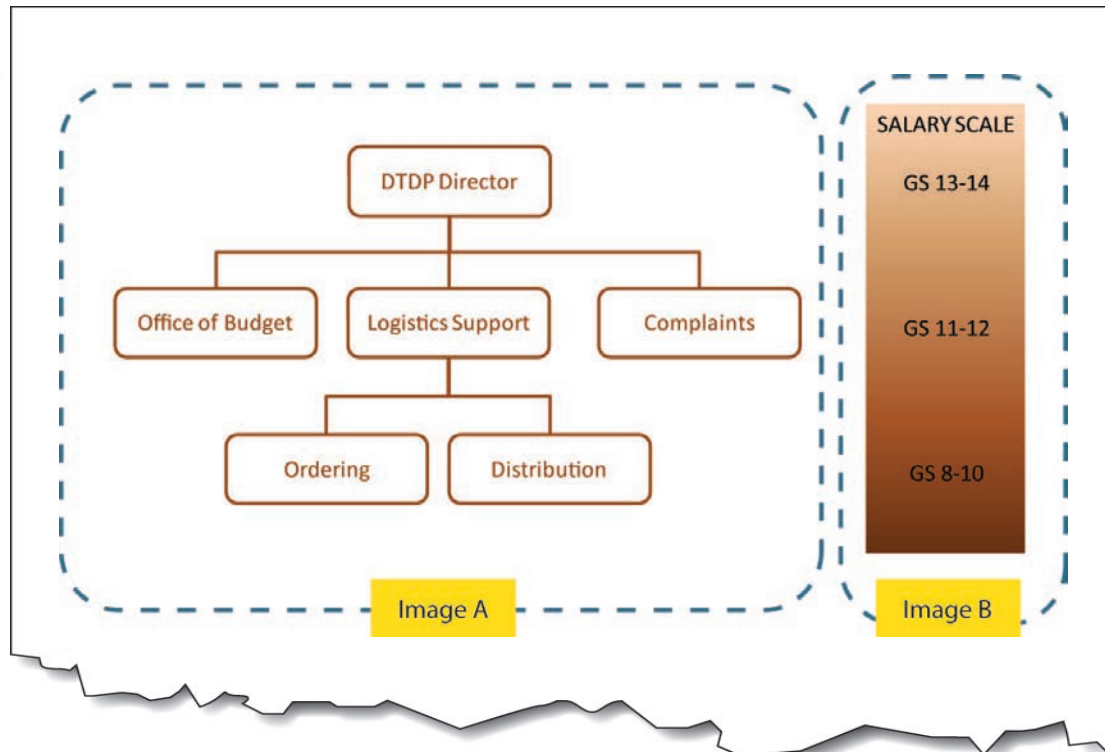 DTDP Director
Office of Budget
Logistics Support
Complaints
Ordering
Distribution
Image A
SALARY SCALE
GS 13-14
GS 11-12
GS 8-10
Image B